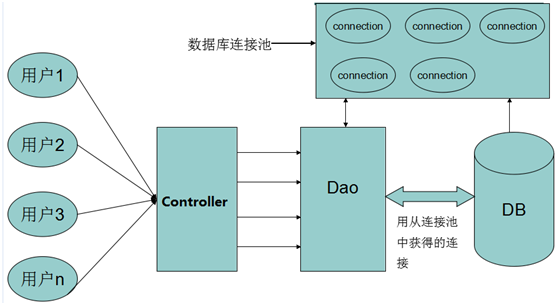 数据库连接池
connection
connection
connection
connection
connection
用户1
用户2
用户3
用户n
Controller
Dao
DB
用从连接池
中获得的连
接